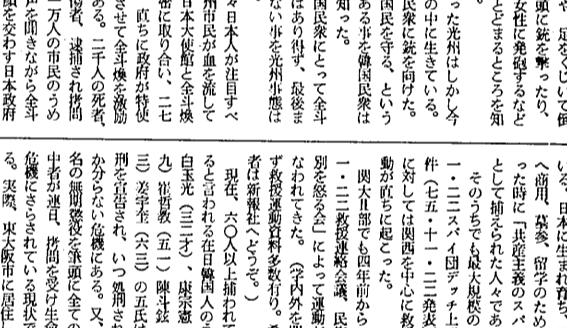 や、足をくじいて倒
頭に銃を撃ったり、
女性に発砲するなど
とどまるところを知
った光州はしかし今
の中に生きている。
民衆に銃を向けた。
国民を守る、という
ある事を韓国民衆は
知った。
国民衆にとって全斗
はあり得ず、最後ま
ない事を光州事態は
々日本人が注目すべ
州市民が血を流して
日本大使館と全斗煥
密に取り合い、二七
直ちに政府が特使
させて全斗煥を激励
ある。二千人の死者、
傷者、逮捕され拷問
一万人の市民のうめ
声を聞きながら全斗
顔を交わす日本政府
いる。日本に生まれ育ち
へ商用、墓参、留学のため
った時に「共産主義のスパ
として捕えられた人々であ
そのうちでも最大規模の
一・二二スパイ団デッチ上
件(七五・十一・二二発表
に対しては関西を中心に救
動が直ちに起こった。
関大Ⅱ部でも四年前から
一・二二救援連絡会議、民
別を怒る会」によって運動
なわれてきた。(学内外を
ず救援運動資料多数有り。
者は新報社へどうぞ。)
現在、六〇人以上捕われて
ると言われる在日韓国人の
白玉光(三二才)、康宗憲
九)崔哲教(五一)陳斗鉉
三)姜宇奎(六三)の五氏は
刑を宣告され、いつ処刑され
か分らない危機にある。又、
名の無期懲役を筆頭に全ての
中者が連日、拷問を受け生命
危機にさらされている現状で
る。実際、東大阪市に居住